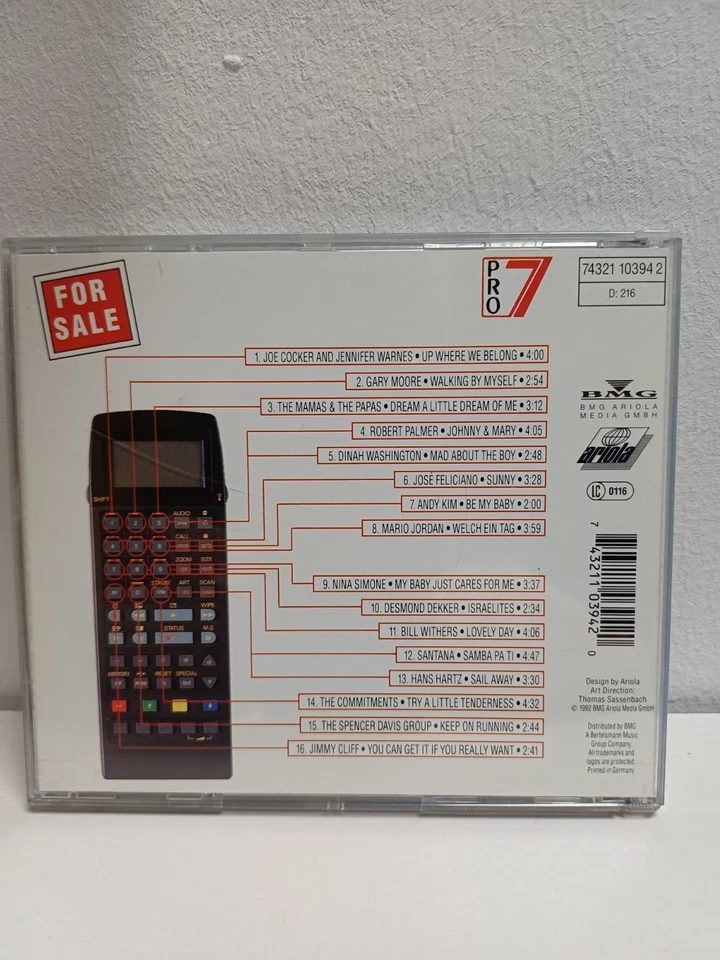 FOR
SALE
PRO 7
74321 10394 2
D: 216
1. JOE COCKER AND JENNIFER WARNES • UP WHERE WE BELONG • 4:00
2. GARY MOORE • WALKING BY MYSELF • 2:54
3. THE MAMAS & THE PAPAS • DREAM A LITTLE DREAM OF ME • 3:12
4. ROBERT PALMER • JOHNNY & MARY • 4:05
5. DINAH WASHINGTON • MAD ABOUT THE BOY • 2:48
6. JOSÉ FELICIANO • SUNNY • 3:28
7. ANDY KIM • BE MY BABY • 2:00
8. MARIO JORDAN • WELCH EIN TAG • 3:59
9. NINA SIMONE • MY BABY JUST CARES FOR ME • 3:37
10. DESMOND DEKKER • ISRAELITES • 2:34
11. BILL WITHERS • LOVELY DAY • 4:06
12. SANTANA • SAMBA PA TI • 4:47
13. HANS HARTZ • SAIL AWAY • 3:30
14. THE COMMITMENTS • TRY A LITTLE TENDERNESS • 4:32
15. THE SPENCER DAVIS GROUP • KEEP ON RUNNING • 2:44
16. JIMMY CLIFF • YOU CAN GET IT IF YOU REALLY WANT • 2:41
BMG
BMG ARIOLA
MEDIA GMBH
ariola
LC 0116
7 43211 03942 0
Design by Ariola
Art Direction:
Thomas Sassenbach
© 1992 BMG Ariola Media GmbH
Distributed by BMG
A Bertelsmann Music
Group Company.
All trademarks and
logos are protected.
Printed in Germany
SHIFT
AUDIO
1 2 3
CALL
4 5 6
ZOOM SIZE
7 8 9
STROBE ART SCAN
WIPE
STATUS M.S
MEMORY RESET SPECIAL